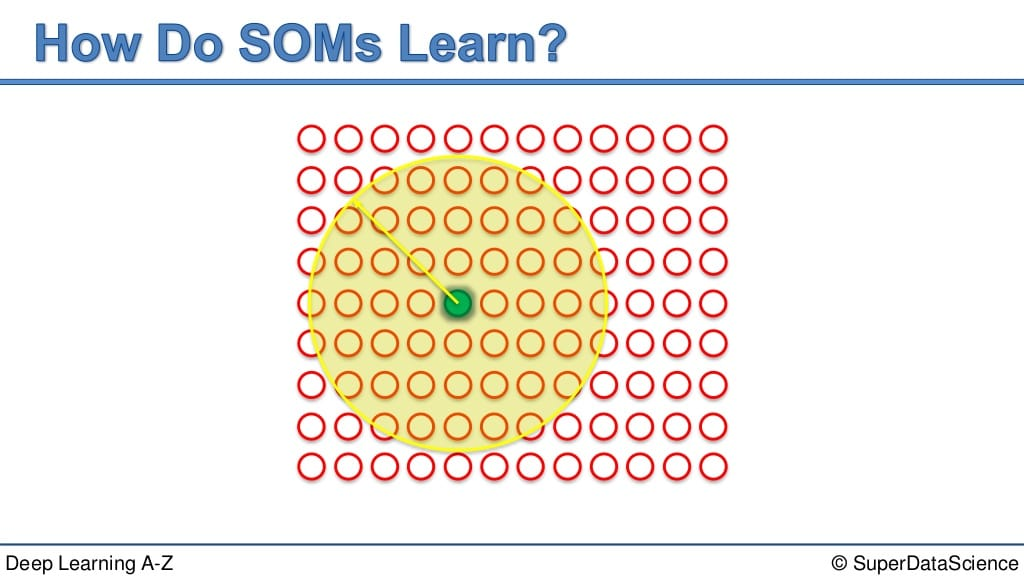 How Do SOMs Learn?
Deep Learning A-Z
© SuperDataScience